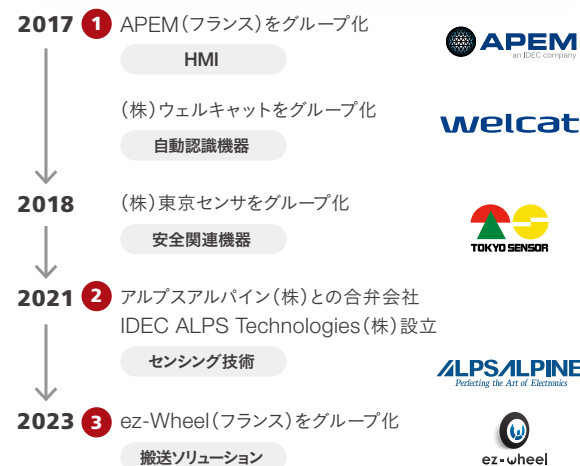 2017 1 APEM(フランス)をグループ化
APEM
an IDEC company
HMI
(株)ウェルキャットをグループ化
welcat
自動認識機器
2018 (株)東京センサをグループ化
TOKYO SENSOR
安全関連機器
2021 2 アルプスアルパイン(株)との合弁会社
IDEC ALPS Technologies(株)設立
センシング技術
ALPSALPINE
Perfecting the Art of Electronics
2023 3 ez-Wheel(フランス)をグループ化
ez-wheel
搬送ソリューション